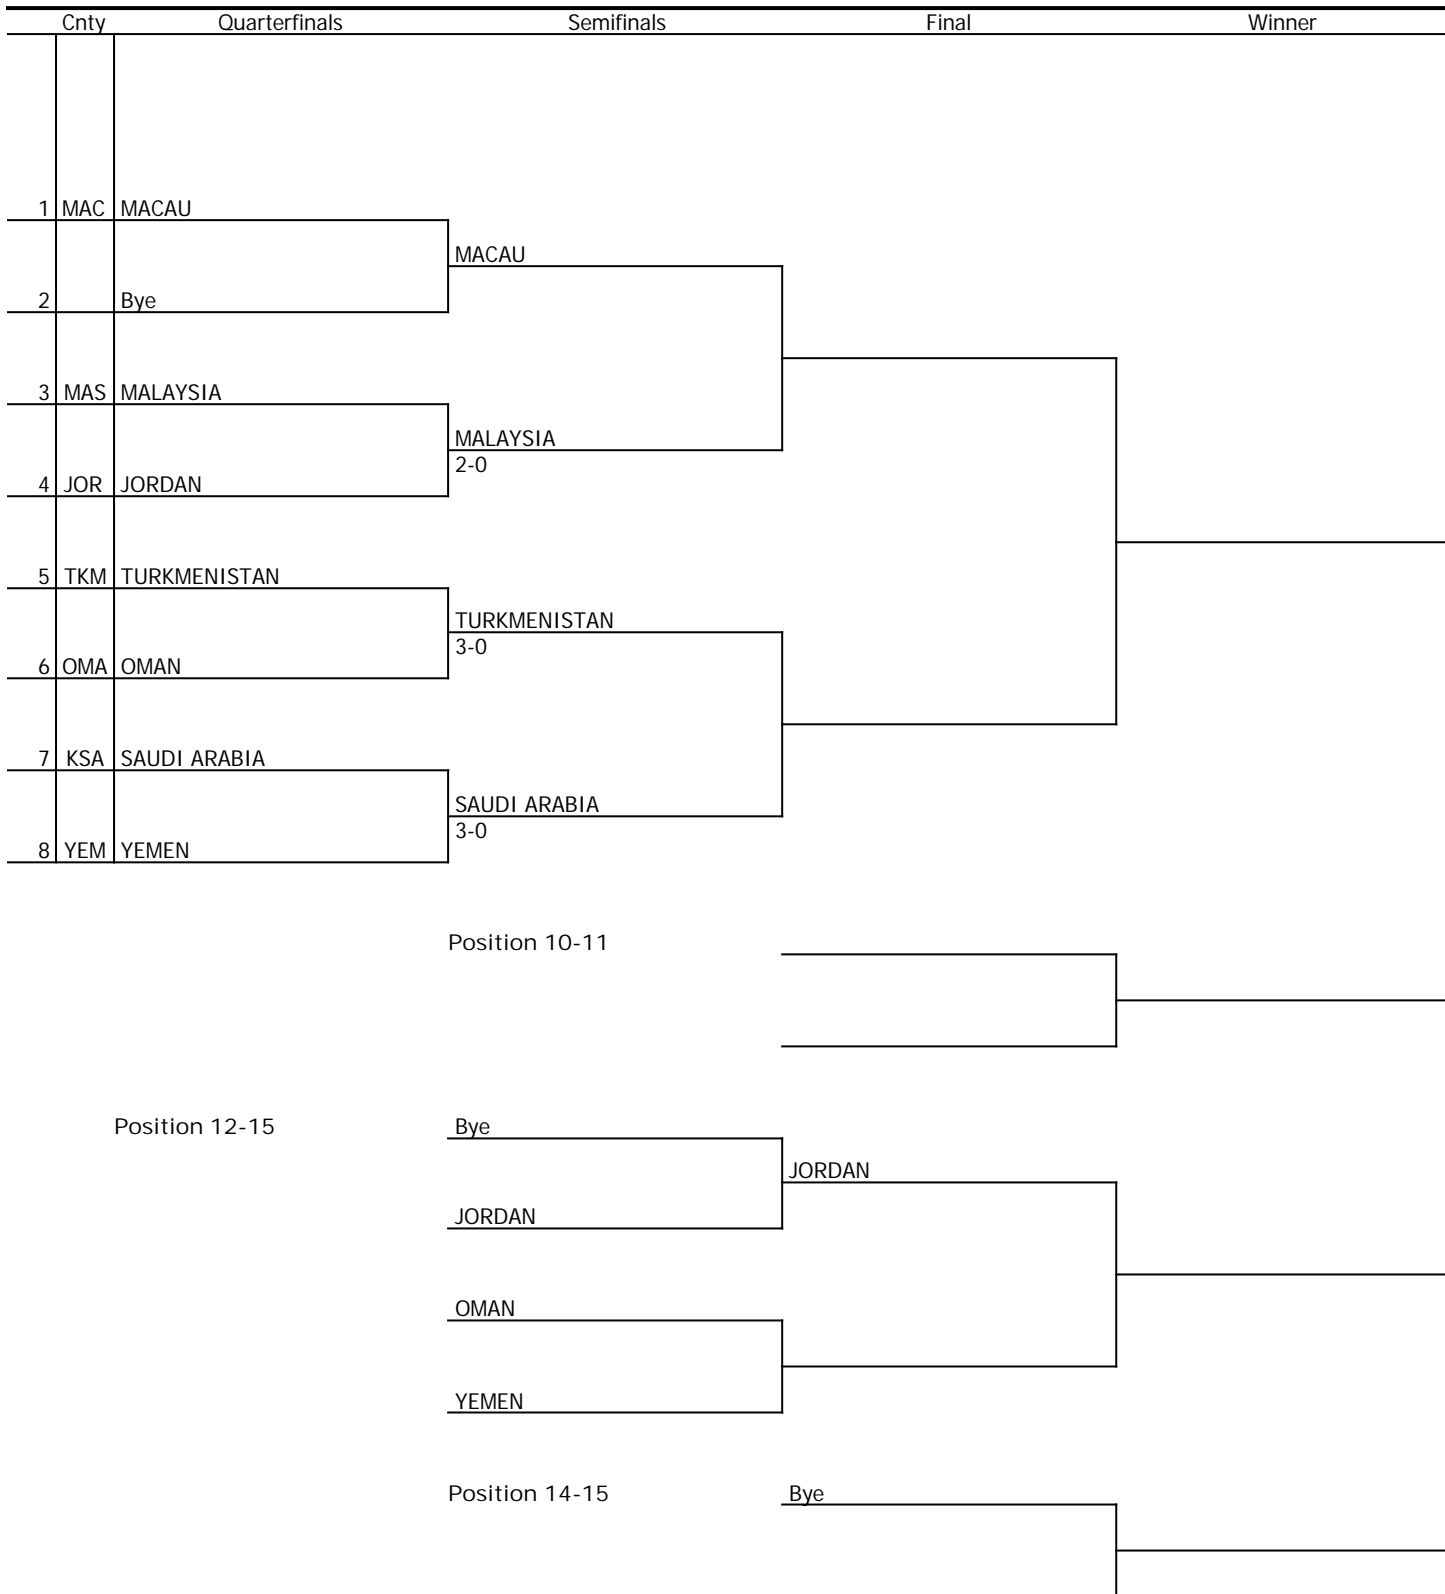 Cnty Quarterfinals Semifinals Final Winner
1 MAC MACAU
MACAU
2 Bye
3 MAS MALAYSIA
MALAYSIA
2-0
4 JOR JORDAN
5 TKM TURKMENISTAN
TURKMENISTAN
3-0
6 OMA OMAN
7 KSA SAUDI ARABIA
SAUDI ARABIA
3-0
8 YEM YEMEN
Position 10-11
Position 12-15 Bye
JORDAN
JORDAN
OMAN
YEMEN
Position 14-15 Bye